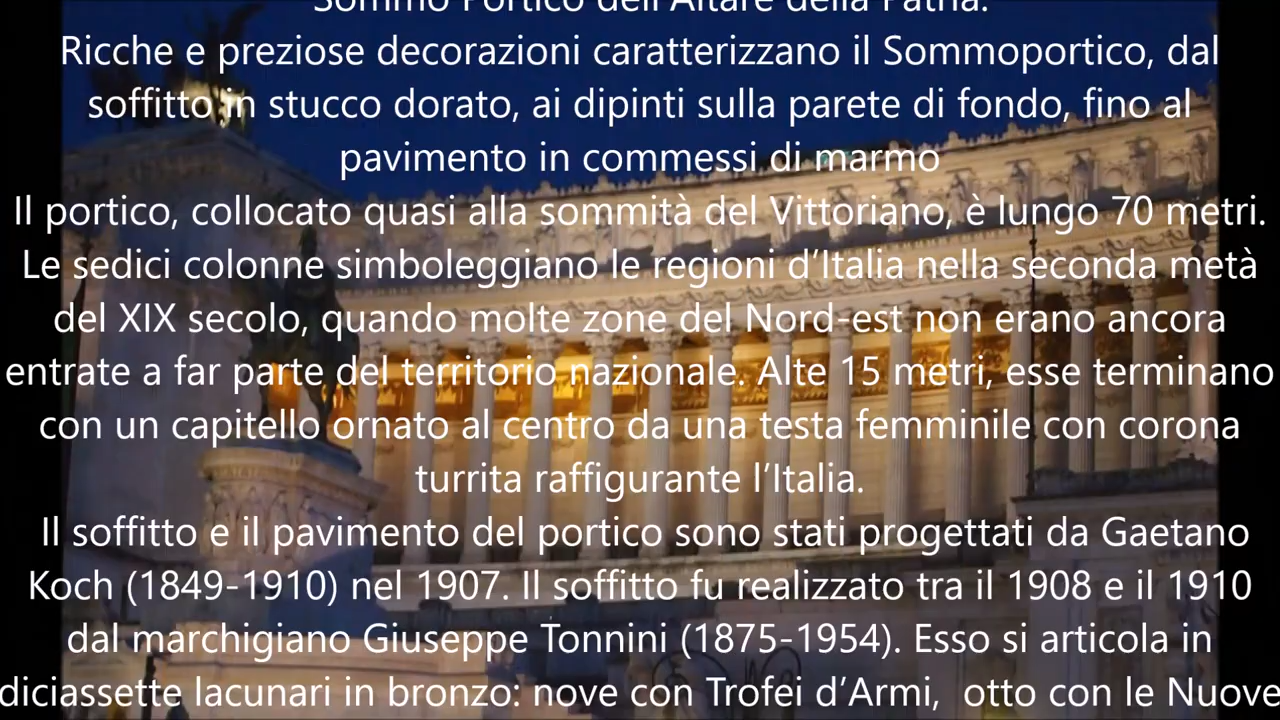 Sommo Portico dell'Altare della Patria.
Ricche e preziose decorazioni caratterizzano il Sommoportico, dal
soffitto in stucco dorato, ai dipinti sulla parete di fondo, fino al
pavimento in commessi di marmo
Il portico, collocato quasi alla sommità del Vittoriano, è lungo 70 metri.
Le sedici colonne simboleggiano le regioni d’Italia nella seconda metà
del XIX secolo, quando molte zone del Nord-est non erano ancora
entrate a far parte del territorio nazionale. Alte 15 metri, esse terminano
con un capitello ornato al centro da una testa femminile con corona
turrita raffigurante l’Italia.
Il soffitto e il pavimento del portico sono stati progettati da Gaetano
Koch (1849-1910) nel 1907. Il soffitto fu realizzato tra il 1908 e il 1910
dal marchigiano Giuseppe Tonnini (1875-1954). Esso si articola in
diciassette lacunari in bronzo: nove con Trofei d’Armi,  otto con le Nuove